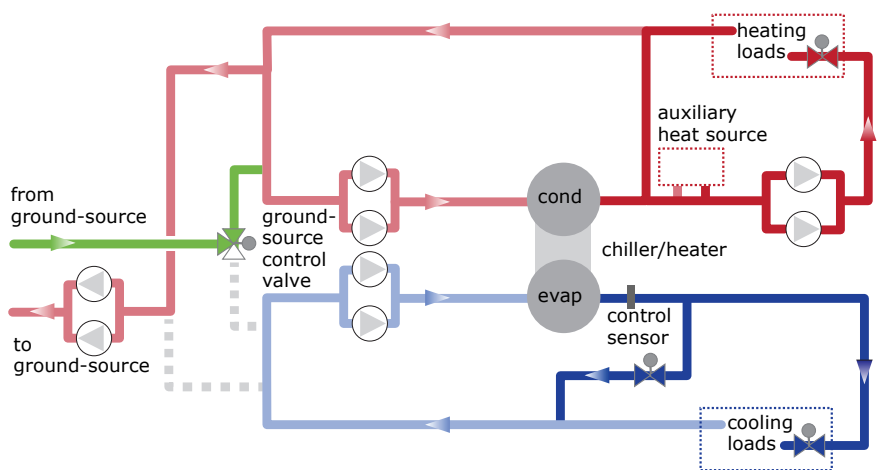 heating
loads
auxiliary
heat source
from
ground-source
ground-
source
control
valve
cond
chiller/heater
evap
control
sensor
to
ground-source
cooling
loads